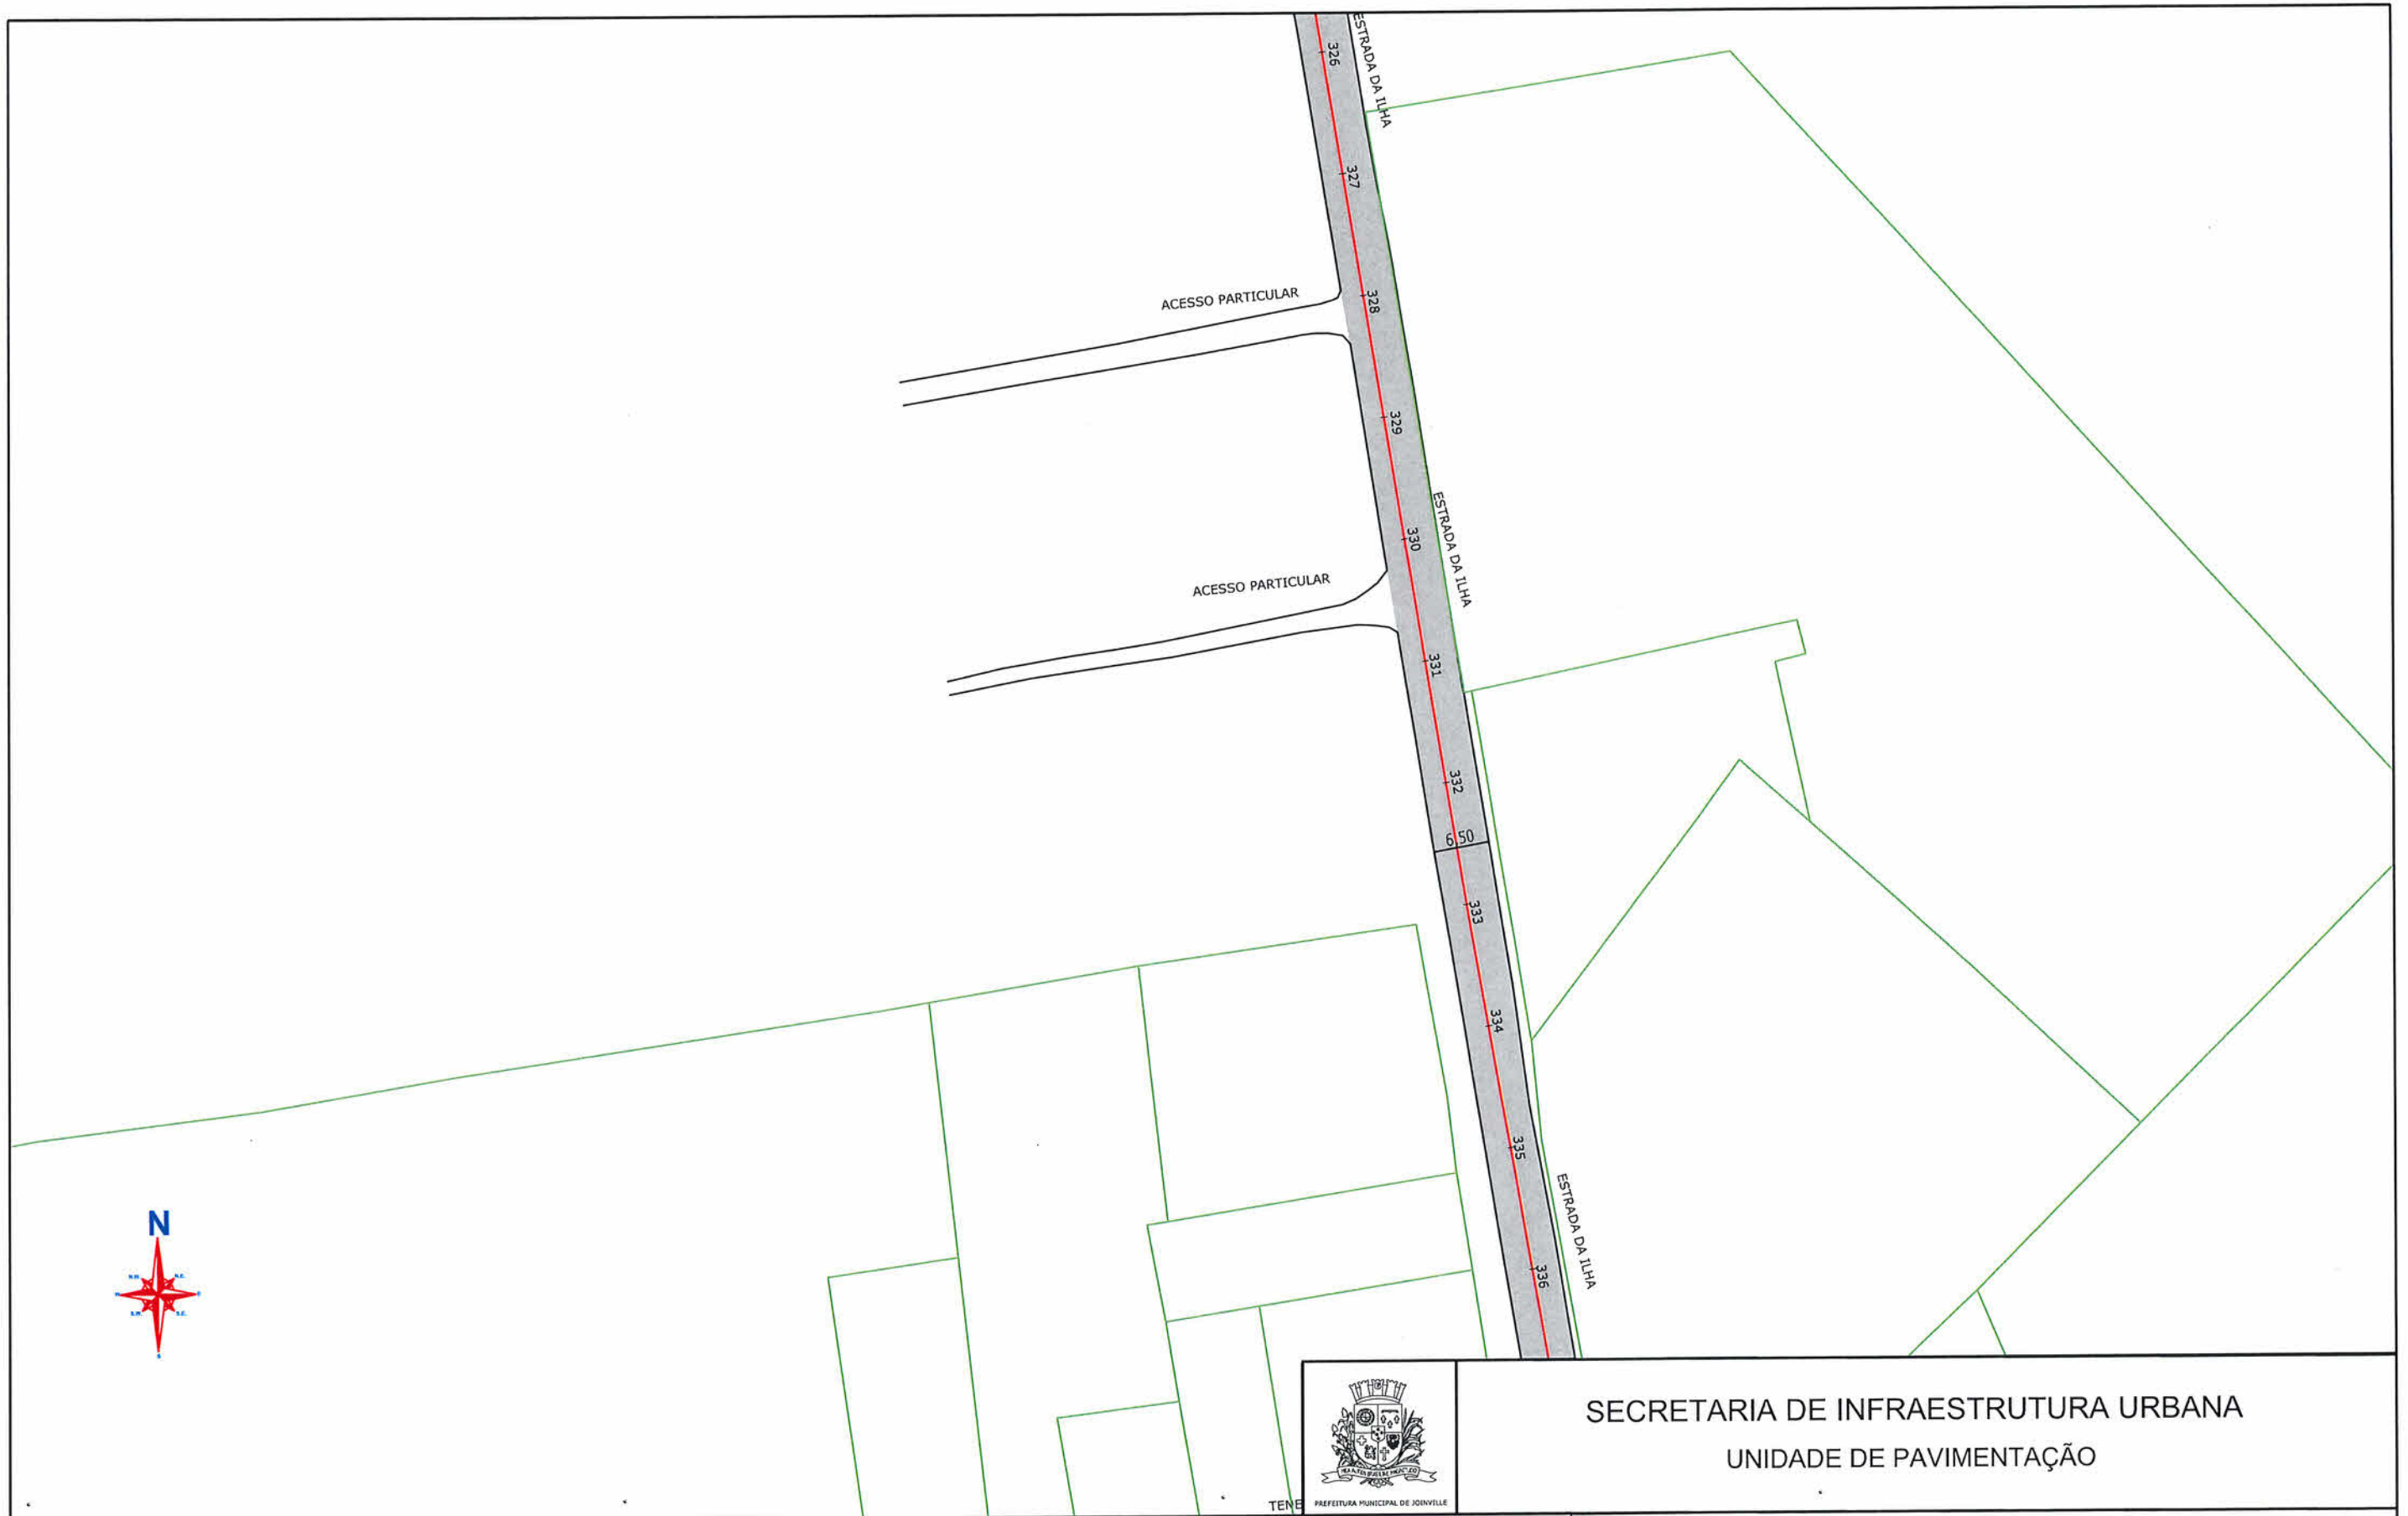 ESTRADA DA ILHA
326
327
ACESSO PARTICULAR
328
329
ESTRADA DA ILHA
330
ACESSO PARTICULAR
331
332
6.50
333
334
335
ESTRADA DA ILHA
336
N
N.E.
S.E.
S
TENE
PREFEITURA MUNICIPAL DE JOINVILLE
SECRETARIA DE INFRAESTRUTURA URBANA
UNIDADE DE PAVIMENTAÇÃO